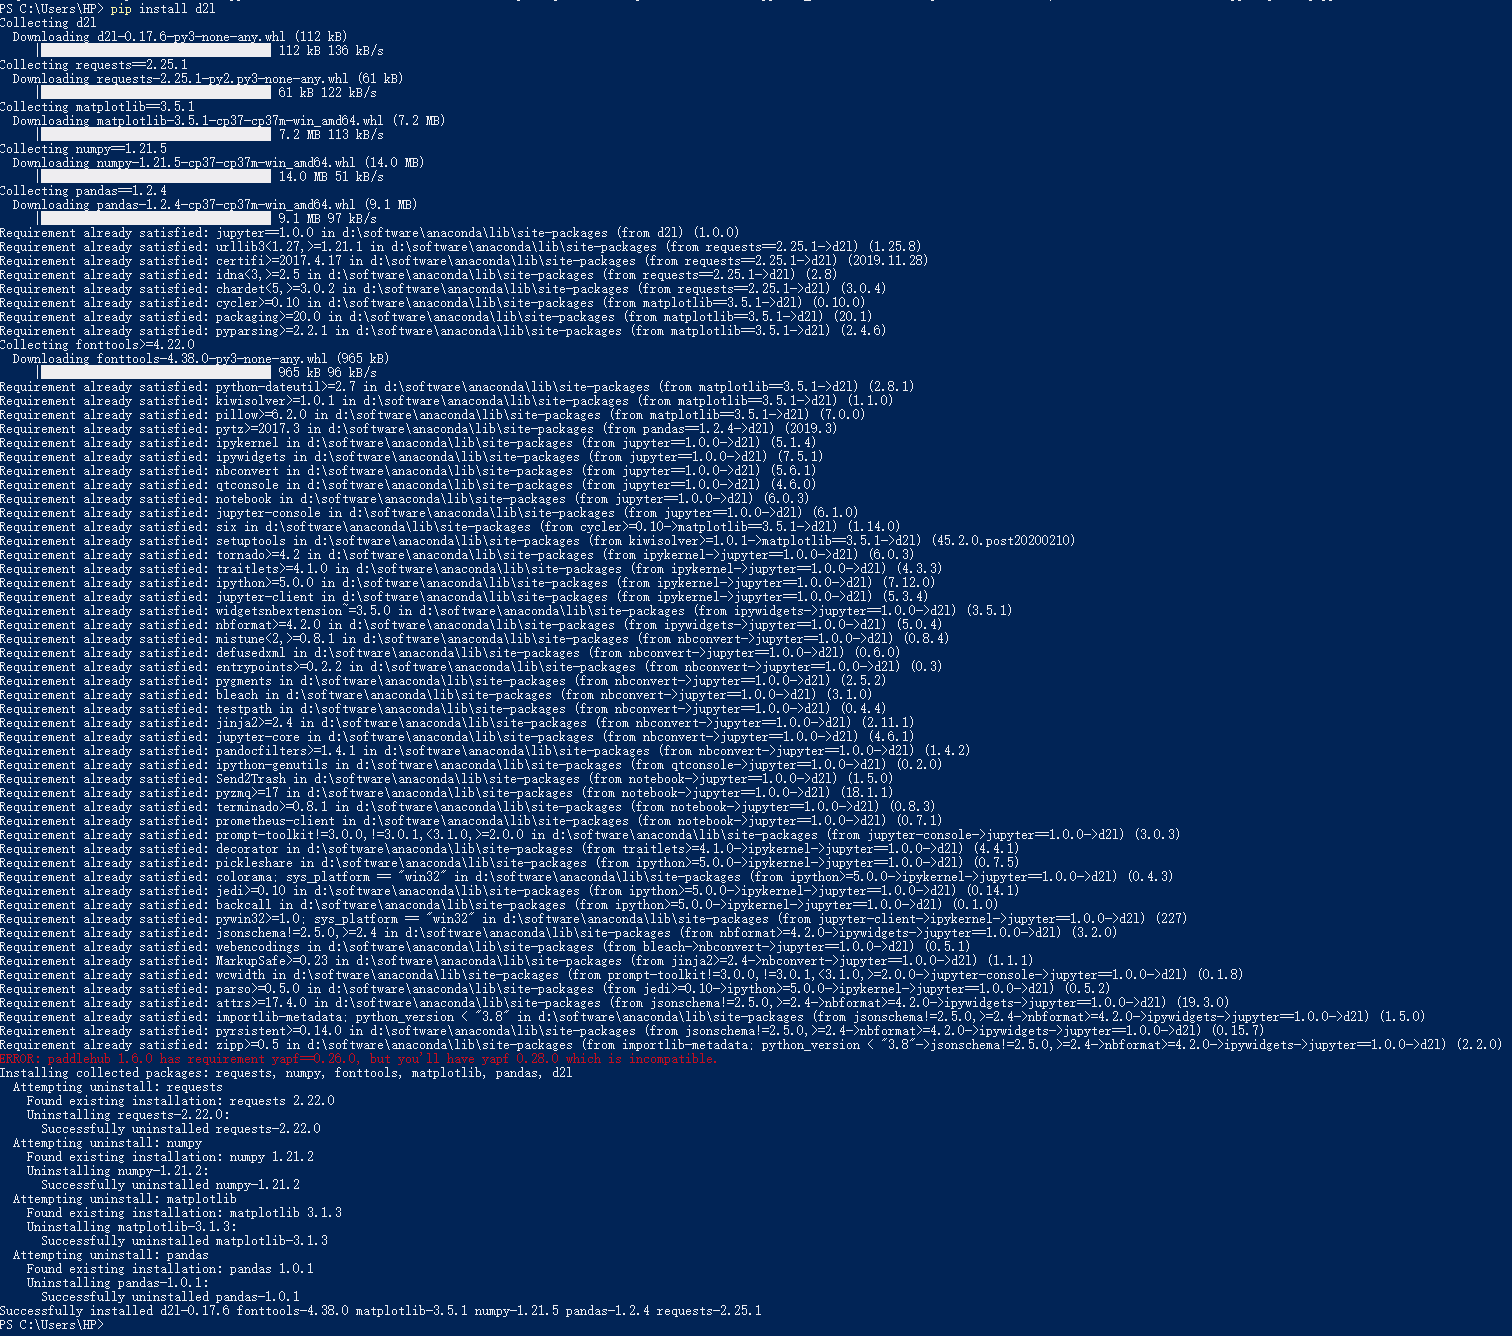 PS C:\Users\HP> pip install d2l
Collecting d2l
  Downloading d2l-0.17.6-py3-none-any.whl (112 kB)
     | 112 kB 136 kB/s
Collecting requests==2.25.1
  Downloading requests-2.25.1-py2.py3-none-any.whl (61 kB)
     | 61 kB 122 kB/s
Collecting matplotlib==3.5.1
  Downloading matplotlib-3.5.1-cp37-cp37m-win_amd64.whl (7.2 MB)
     | 7.2 MB 113 kB/s
Collecting numpy==1.21.5
  Downloading numpy-1.21.5-cp37-cp37m-win_amd64.whl (14.0 MB)
     | 14.0 MB 51 kB/s
Collecting pandas==1.2.4
  Downloading pandas-1.2.4-cp37-cp37m-win_amd64.whl (9.1 MB)
     | 9.1 MB 97 kB/s
Requirement already satisfied: jupyter==1.0.0 in d:\software\anaconda\lib\site-packages (from d2l) (1.0.0)
Requirement already satisfied: urllib3<1.27,>=1.21.1 in d:\software\anaconda\lib\site-packages (from requests==2.25.1->d2l) (1.25.8)
Requirement already satisfied: certifi>=2017.4.17 in d:\software\anaconda\lib\site-packages (from requests==2.25.1->d2l) (2019.11.28)
Requirement already satisfied: idna<3,>=2.5 in d:\software\anaconda\lib\site-packages (from requests==2.25.1->d2l) (2.8)
Requirement already satisfied: chardet<5,>=3.0.2 in d:\software\anaconda\lib\site-packages (from requests==2.25.1->d2l) (3.0.4)
Requirement already satisfied: cycler>=0.10 in d:\software\anaconda\lib\site-packages (from matplotlib==3.5.1->d2l) (0.10.0)
Requirement already satisfied: packaging>=20.0 in d:\software\anaconda\lib\site-packages (from matplotlib==3.5.1->d2l) (20.1)
Requirement already satisfied: pyparsing>=2.2.1 in d:\software\anaconda\lib\site-packages (from matplotlib==3.5.1->d2l) (2.4.6)
Collecting fonttools>=4.22.0
  Downloading fonttools-4.38.0-py3-none-any.whl (965 kB)
     | 965 kB 96 kB/s
Requirement already satisfied: python-dateutil>=2.7 in d:\software\anaconda\lib\site-packages (from matplotlib==3.5.1->d2l) (2.8.1)
Requirement already satisfied: kiwisolver>=1.0.1 in d:\software\anaconda\lib\site-packages (from matplotlib==3.5.1->d2l) (1.1.0)
Requirement already satisfied: pillow>=6.2.0 in d:\software\anaconda\lib\site-packages (from matplotlib==3.5.1->d2l) (7.0.0)
Requirement already satisfied: pytz>=2017.3 in d:\software\anaconda\lib\site-packages (from pandas==1.2.4->d2l) (2019.3)
Requirement already satisfied: ipykernel in d:\software\anaconda\lib\site-packages (from jupyter==1.0.0->d2l) (5.1.4)
Requirement already satisfied: ipywidgets in d:\software\anaconda\lib\site-packages (from jupyter==1.0.0->d2l) (7.5.1)
Requirement already satisfied: nbconvert in d:\software\anaconda\lib\site-packages (from jupyter==1.0.0->d2l) (5.6.1)
Requirement already satisfied: qtconsole in d:\software\anaconda\lib\site-packages (from jupyter==1.0.0->d2l) (4.6.0)
Requirement already satisfied: notebook in d:\software\anaconda\lib\site-packages (from jupyter==1.0.0->d2l) (6.0.3)
Requirement already satisfied: jupyter-console in d:\software\anaconda\lib\site-packages (from jupyter==1.0.0->d2l) (6.1.0)
Requirement already satisfied: six in d:\software\anaconda\lib\site-packages (from cycler>=0.10->matplotlib==3.5.1->d2l) (1.14.0)
Requirement already satisfied: setuptools in d:\software\anaconda\lib\site-packages (from kiwisolver>=1.0.1->matplotlib==3.5.1->d2l) (45.2.0.post20200210)
Requirement already satisfied: tornado>=4.2 in d:\software\anaconda\lib\site-packages (from ipykernel->jupyter==1.0.0->d2l) (6.0.3)
Requirement already satisfied: traitlets>=4.1.0 in d:\software\anaconda\lib\site-packages (from ipykernel->jupyter==1.0.0->d2l) (4.3.3)
Requirement already satisfied: ipython>=5.0.0 in d:\software\anaconda\lib\site-packages (from ipykernel->jupyter==1.0.0->d2l) (7.12.0)
Requirement already satisfied: jupyter-client in d:\software\anaconda\lib\site-packages (from ipykernel->jupyter==1.0.0->d2l) (5.3.4)
Requirement already satisfied: widgetsnbextension~=3.5.0 in d:\software\anaconda\lib\site-packages (from ipywidgets->jupyter==1.0.0->d2l) (3.5.1)
Requirement already satisfied: nbformat>=4.2.0 in d:\software\anaconda\lib\site-packages (from ipywidgets->jupyter==1.0.0->d2l) (5.0.4)
Requirement already satisfied: mistune<2,>=0.8.1 in d:\software\anaconda\lib\site-packages (from nbconvert->jupyter==1.0.0->d2l) (0.8.4)
Requirement already satisfied: defusedxml in d:\software\anaconda\lib\site-packages (from nbconvert->jupyter==1.0.0->d2l) (0.6.0)
Requirement already satisfied: entrypoints>=0.2.2 in d:\software\anaconda\lib\site-packages (from nbconvert->jupyter==1.0.0->d2l) (0.3)
Requirement already satisfied: pygments in d:\software\anaconda\lib\site-packages (from nbconvert->jupyter==1.0.0->d2l) (2.5.2)
Requirement already satisfied: bleach in d:\software\anaconda\lib\site-packages (from nbconvert->jupyter==1.0.0->d2l) (3.1.0)
Requirement already satisfied: testpath in d:\software\anaconda\lib\site-packages (from nbconvert->jupyter==1.0.0->d2l) (0.4.4)
Requirement already satisfied: jinja2>=2.4 in d:\software\anaconda\lib\site-packages (from nbconvert->jupyter==1.0.0->d2l) (2.11.1)
Requirement already satisfied: jupyter-core in d:\software\anaconda\lib\site-packages (from nbconvert->jupyter==1.0.0->d2l) (4.6.1)
Requirement already satisfied: pandocfilters>=1.4.1 in d:\software\anaconda\lib\site-packages (from nbconvert->jupyter==1.0.0->d2l) (1.4.2)
Requirement already satisfied: ipython-genutils in d:\software\anaconda\lib\site-packages (from qtconsole->jupyter==1.0.0->d2l) (0.2.0)
Requirement already satisfied: Send2Trash in d:\software\anaconda\lib\site-packages (from notebook->jupyter==1.0.0->d2l) (1.5.0)
Requirement already satisfied: pyzmq>=17 in d:\software\anaconda\lib\site-packages (from notebook->jupyter==1.0.0->d2l) (18.1.1)
Requirement already satisfied: terminado>=0.8.1 in d:\software\anaconda\lib\site-packages (from notebook->jupyter==1.0.0->d2l) (0.8.3)
Requirement already satisfied: prometheus-client in d:\software\anaconda\lib\site-packages (from notebook->jupyter==1.0.0->d2l) (0.7.1)
Requirement already satisfied: prompt-toolkit!=3.0.0,!=3.0.1,<3.1.0,>=2.0.0 in d:\software\anaconda\lib\site-packages (from jupyter-console->jupyter==1.0.0->d2l) (3.0.3)
Requirement already satisfied: decorator in d:\software\anaconda\lib\site-packages (from traitlets>=4.1.0->ipykernel->jupyter==1.0.0->d2l) (4.4.1)
Requirement already satisfied: pickleshare in d:\software\anaconda\lib\site-packages (from ipython>=5.0.0->ipykernel->jupyter==1.0.0->d2l) (0.7.5)
Requirement already satisfied: colorama; sys_platform == "win32" in d:\software\anaconda\lib\site-packages (from ipython>=5.0.0->ipykernel->jupyter==1.0.0->d2l) (0.4.3)
Requirement already satisfied: jedi>=0.10 in d:\software\anaconda\lib\site-packages (from ipython>=5.0.0->ipykernel->jupyter==1.0.0->d2l) (0.14.1)
Requirement already satisfied: backcall in d:\software\anaconda\lib\site-packages (from ipython>=5.0.0->ipykernel->jupyter==1.0.0->d2l) (0.1.0)
Requirement already satisfied: pywin32>=1.0; sys_platform == "win32" in d:\software\anaconda\lib\site-packages (from jupyter-client->ipykernel->jupyter==1.0.0->d2l) (227)
Requirement already satisfied: jsonschema!=2.5.0,>=2.4 in d:\software\anaconda\lib\site-packages (from nbformat>=4.2.0->ipywidgets->jupyter==1.0.0->d2l) (3.2.0)
Requirement already satisfied: webencodings in d:\software\anaconda\lib\site-packages (from bleach->nbconvert->jupyter==1.0.0->d2l) (0.5.1)
Requirement already satisfied: MarkupSafe>=0.23 in d:\software\anaconda\lib\site-packages (from jinja2>=2.4->nbconvert->jupyter==1.0.0->d2l) (1.1.1)
Requirement already satisfied: wcwidth in d:\software\anaconda\lib\site-packages (from prompt-toolkit!=3.0.0,!=3.0.1,<3.1.0,>=2.0.0->jupyter-console->jupyter==1.0.0->d2l) (0.1.8)
Requirement already satisfied: parso>=0.5.0 in d:\software\anaconda\lib\site-packages (from jedi>=0.10->ipython>=5.0.0->ipykernel->jupyter==1.0.0->d2l) (0.5.2)
Requirement already satisfied: attrs>=17.4.0 in d:\software\anaconda\lib\site-packages (from jsonschema!=2.5.0,>=2.4->nbformat>=4.2.0->ipywidgets->jupyter==1.0.0->d2l) (19.3.0)
Requirement already satisfied: importlib-metadata; python_version < "3.8" in d:\software\anaconda\lib\site-packages (from jsonschema!=2.5.0,>=2.4->nbformat>=4.2.0->ipywidgets->jupyter==1.0.0->d2l) (1.5.0)
Requirement already satisfied: pyrsistent>=0.14.0 in d:\software\anaconda\lib\site-packages (from jsonschema!=2.5.0,>=2.4->nbformat>=4.2.0->ipywidgets->jupyter==1.0.0->d2l) (0.15.7)
Requirement already satisfied: zipp>=0.5 in d:\software\anaconda\lib\site-packages (from importlib-metadata; python_version < "3.8"->jsonschema!=2.5.0,>=2.4->nbformat>=4.2.0->ipywidgets->jupyter==1.0.0->d2l) (2.2.0)
ERROR: paddlehub 1.6.0 has requirement yapf==0.26.0, but you'll have yapf 0.28.0 which is incompatible.
Installing collected packages: requests, numpy, fonttools, matplotlib, pandas, d2l
  Attempting uninstall: requests
    Found existing installation: requests 2.22.0
    Uninstalling requests-2.22.0:
      Successfully uninstalled requests-2.22.0
  Attempting uninstall: numpy
    Found existing installation: numpy 1.21.2
    Uninstalling numpy-1.21.2:
      Successfully uninstalled numpy-1.21.2
  Attempting uninstall: matplotlib
    Found existing installation: matplotlib 3.1.3
    Uninstalling matplotlib-3.1.3:
      Successfully uninstalled matplotlib-3.1.3
  Attempting uninstall: pandas
    Found existing installation: pandas 1.0.1
    Uninstalling pandas-1.0.1:
      Successfully uninstalled pandas-1.0.1
Successfully installed d2l-0.17.6 fonttools-4.38.0 matplotlib-3.5.1 numpy-1.21.5 pandas-1.2.4 requests-2.25.1
PS C:\Users\HP>